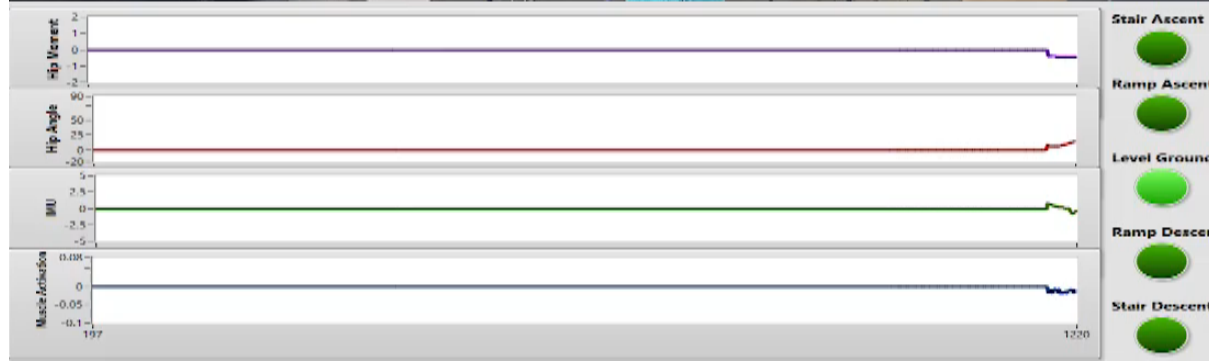 Hip Moment
2
1
0
-1
-2
Stair Ascent
Hip Angle
90
50
25
0
-20
Ramp Ascent
IMU
5
2.5
0
-2.5
-5
Level Ground
Muscle Activation
0.08
0
-0.05
-0.1
197
1220
Ramp Descen
Stair Descent